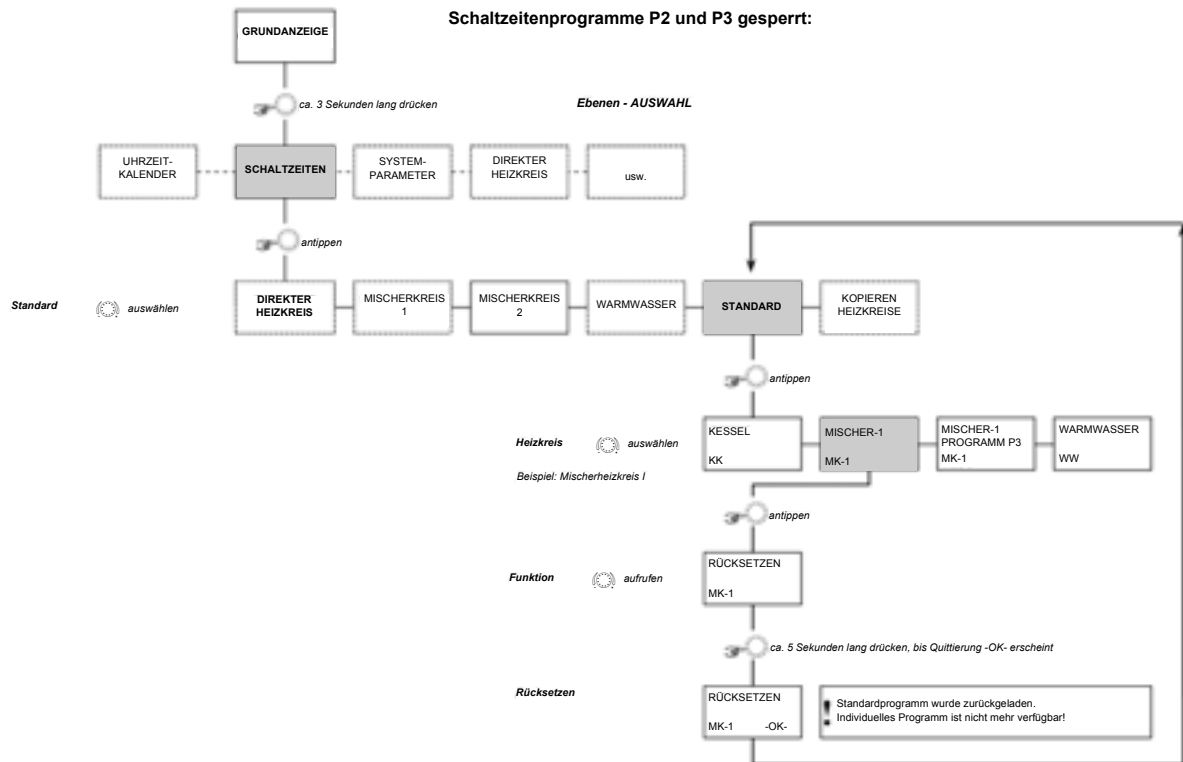 Schaltzeitenprogramme P2 und P3 gesperrt:
GRUNDANZEIGE
ca. 3 Sekunden lang drücken
Ebenen - AUSWAHL
UHRZEIT-
KALENDER
SCHALTZEITEN
SYSTEM-
PARAMETER
DIREKTER
HEIZKREIS
usw.
antippen
Standard
auswählen
DIREKTER
HEIZKREIS
MISCHERKREIS
1
MISCHERKREIS
2
WARMWASSER
STANDARD
KOPIEREN
HEIZKREISE
antippen
Heizkreis
auswählen
Beispiel: Mischerheizkreis I
KESSEL
KK
MISCHER-1
MK-1
MISCHER-1
PROGRAMM P3
MK-1
WARMWASSER
WW
antippen
Funktion
aufrufen
RÜCKSETZEN
MK-1
ca. 5 Sekunden lang drücken, bis Quittierung -OK- erscheint
Rücksetzen
RÜCKSETZEN
MK-1 -OK-
! Standardprogramm wurde zurückgeladen.
Individuelles Programm ist nicht mehr verfügbar!